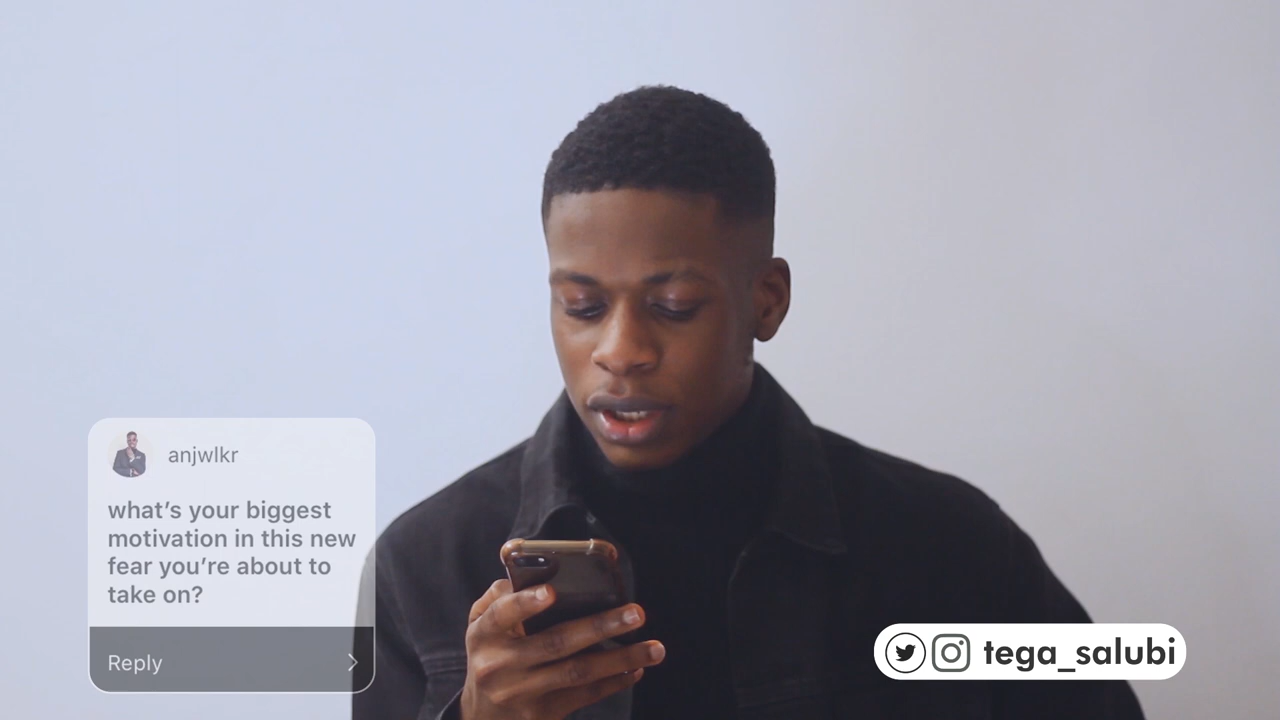 anjwlkr
what's your biggest
motivation in this new
fear you're about to
take on?
Reply
tega_salubi